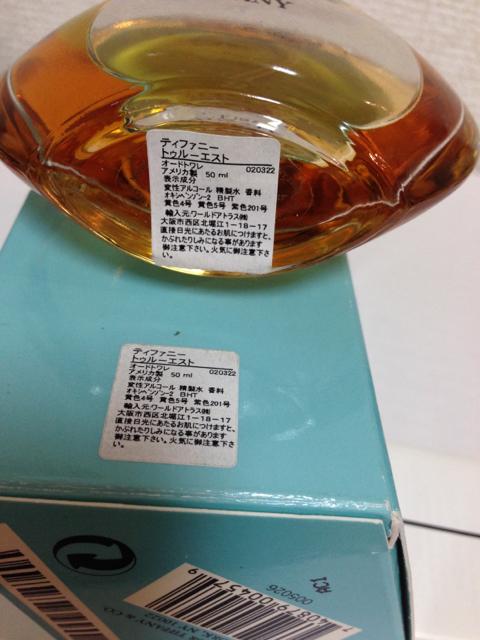 ティファニー
トゥルーエスト
オードトワレ 020322
アメリカ製 50 ml
表示成分
変性アルコール 精製水 香料
オキシベンゾン-2 BHT
黄色4号 黄色5号 紫色201号
輸入元:ワールドアトラス㈱
大阪市西区北堀江1-18-17
直接日光にあたるお肌につけますと、
かぶれたりしみになる事があります
御注意下さい。火気に御注意下さい。
ティファニー
トゥルーエスト
オードトワレ 020322
アメリカ製 50 ml
表示成分
変性アルコール 精製水 香料
オキシベンゾン-2 BHT
黄色4号 黄色5号 紫色201号
輸入元:ワールドアトラス㈱
大阪市西区北堀江1-18-17
直接日光にあたるお肌につけますと、
かぶれたりしみになる事があります
御注意下さい。火気に御注意下さい。
005026
AC1
TIFFANY & CO.
NY 10022